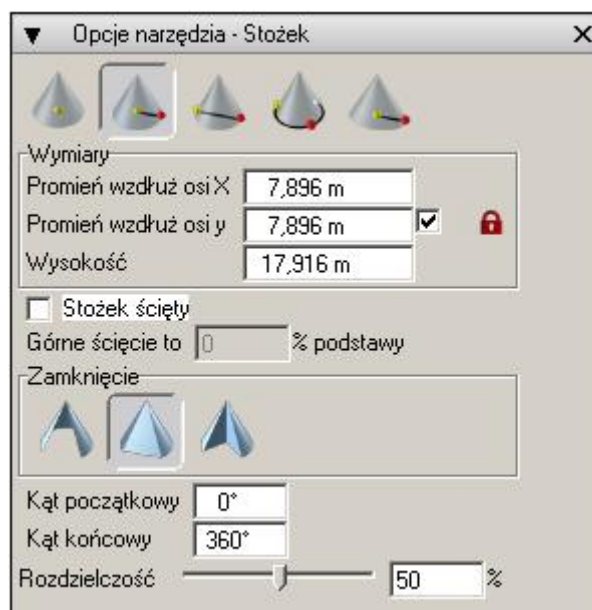 Opcje narzędzia - Stożek
Wymiary
Promień wzdłuż osi X 7,896 m
Promień wzdłuż osi y 7,896 m
Wysokość 17,916 m
Stożek ścięty
Górne ścięcie to 0 % podstawy
Zamknięcie
Kąt początkowy 0°
Kąt końcowy 360°
Rozdzielczość 50 %